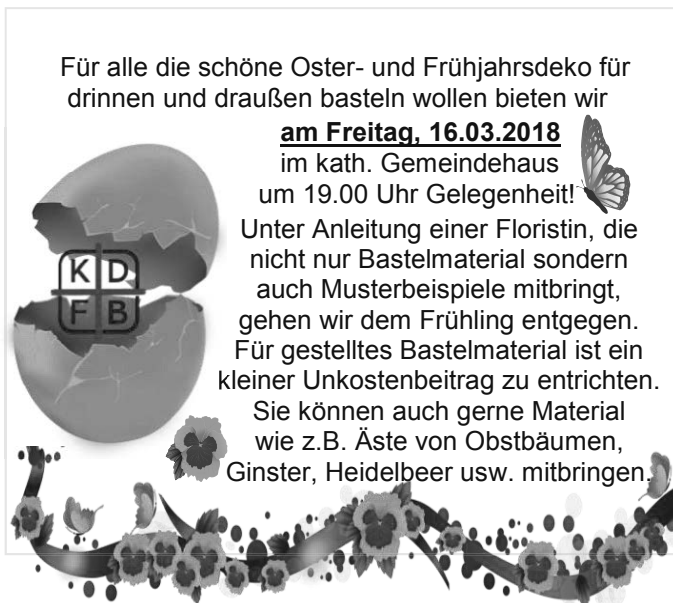 Für alle die schöne Oster- und Frühjahrsdeko für
drinnen und draußen basteln wollen bieten wir
am Freitag, 16.03.2018
im kath. Gemeindehaus
um 19.00 Uhr Gelegenheit!
Unter Anleitung einer Floristin, die
nicht nur Bastelmaterial sondern
auch Musterbeispiele mitbringt,
gehen wir dem Frühling entgegen.
Für gestelltes Bastelmaterial ist ein
kleiner Unkostenbeitrag zu entrichten.
Sie können auch gerne Material
wie z.B. Äste von Obstbäumen,
Ginster, Heidelbeer usw. mitbringen.
K D
F B